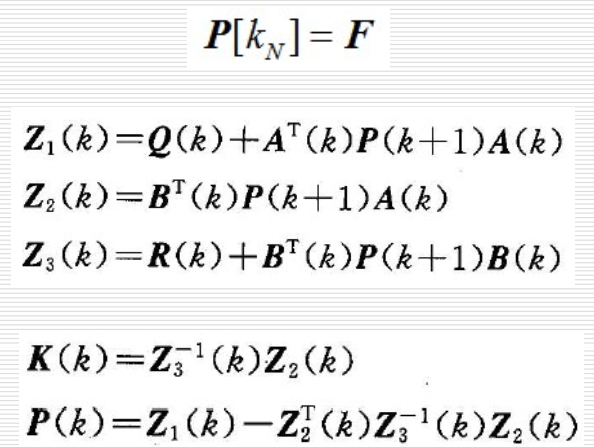 P[k_N] = F
Z₁(k)=Q(k)+Aᵀ(k)P(k+1)A(k)
Z₂(k)=Bᵀ(k)P(k+1)A(k)
Z₃(k)=R(k)+Bᵀ(k)P(k+1)B(k)
K(k)=Z₃⁻¹(k)Z₂(k)
P(k)=Z₁(k)−Z₂ᵀ(k)Z₃⁻¹(k)Z₂(k)